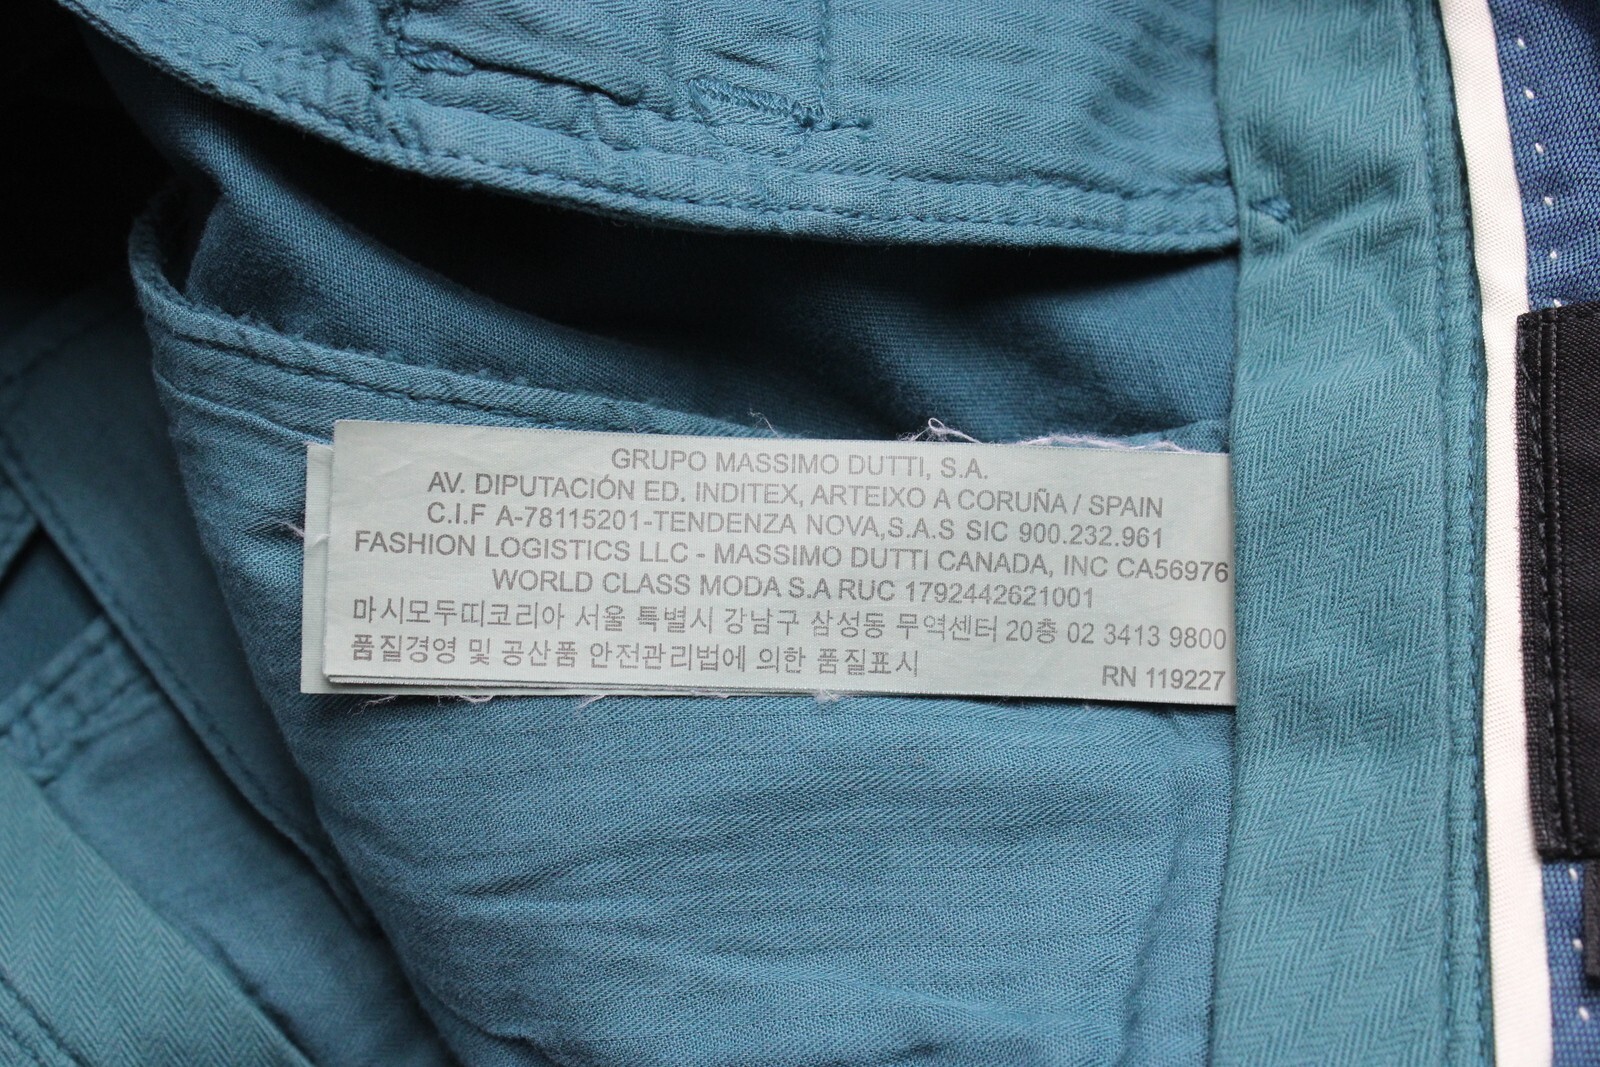 GRUPO MASSIMO DUTTI, S.A.
AV. DIPUTACIÓN ED. INDITEX, ARTEIXO A CORUÑA / SPAIN
C.I.F A-78115201-TENDENZA NOVA,S.A.S SIC 900.232.961
FASHION LOGISTICS LLC - MASSIMO DUTTI CANADA, INC CA56976
WORLD CLASS MODA S.A RUC 1792442621001
마시모두띠코리아 서울 특별시 강남구 삼성동 무역센터 20층 02 3413 9800
품질경영 및 공산품 안전관리법에 의한 품질표시
RN 119227